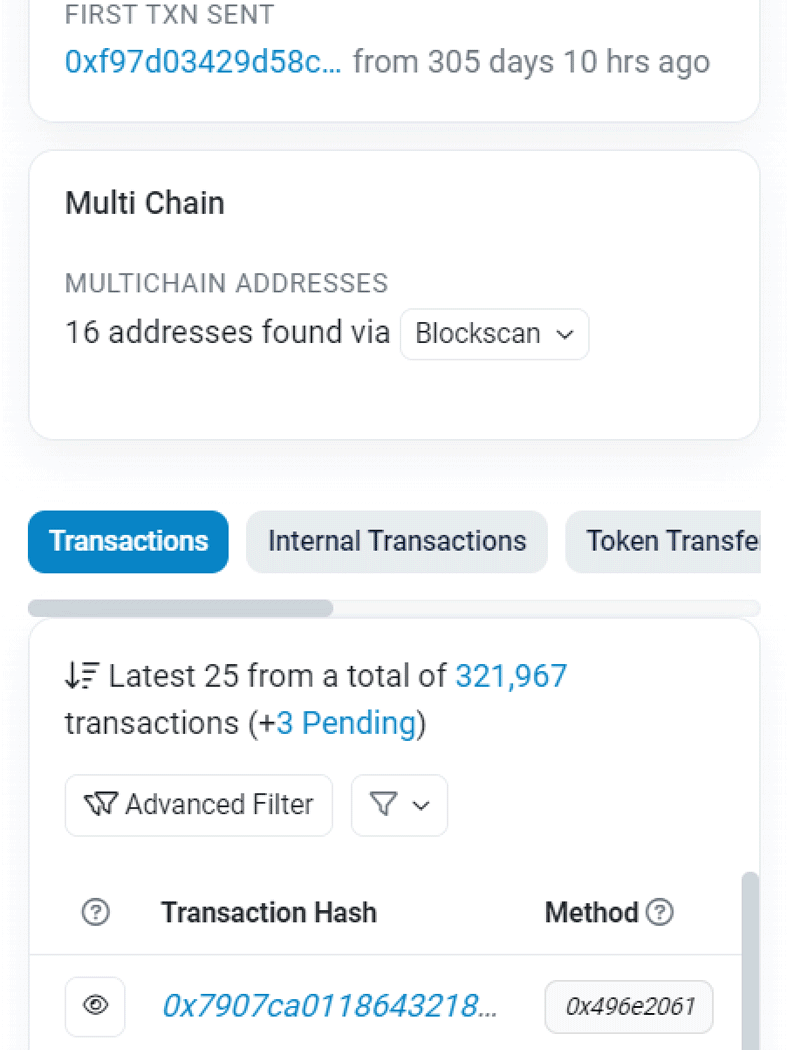 FIRST TXN SENT
0xf97d03429d58c... from 305 days 10 hrs ago
Multi Chain
MULTICHAIN ADDRESSES
16 addresses found via Blockscan
Transactions Internal Transactions Token Transfe
Latest 25 from a total of 321,967
transactions (+3 Pending)
Advanced Filter
Transaction Hash Method
0x7907ca0118643218... 0x496e2061